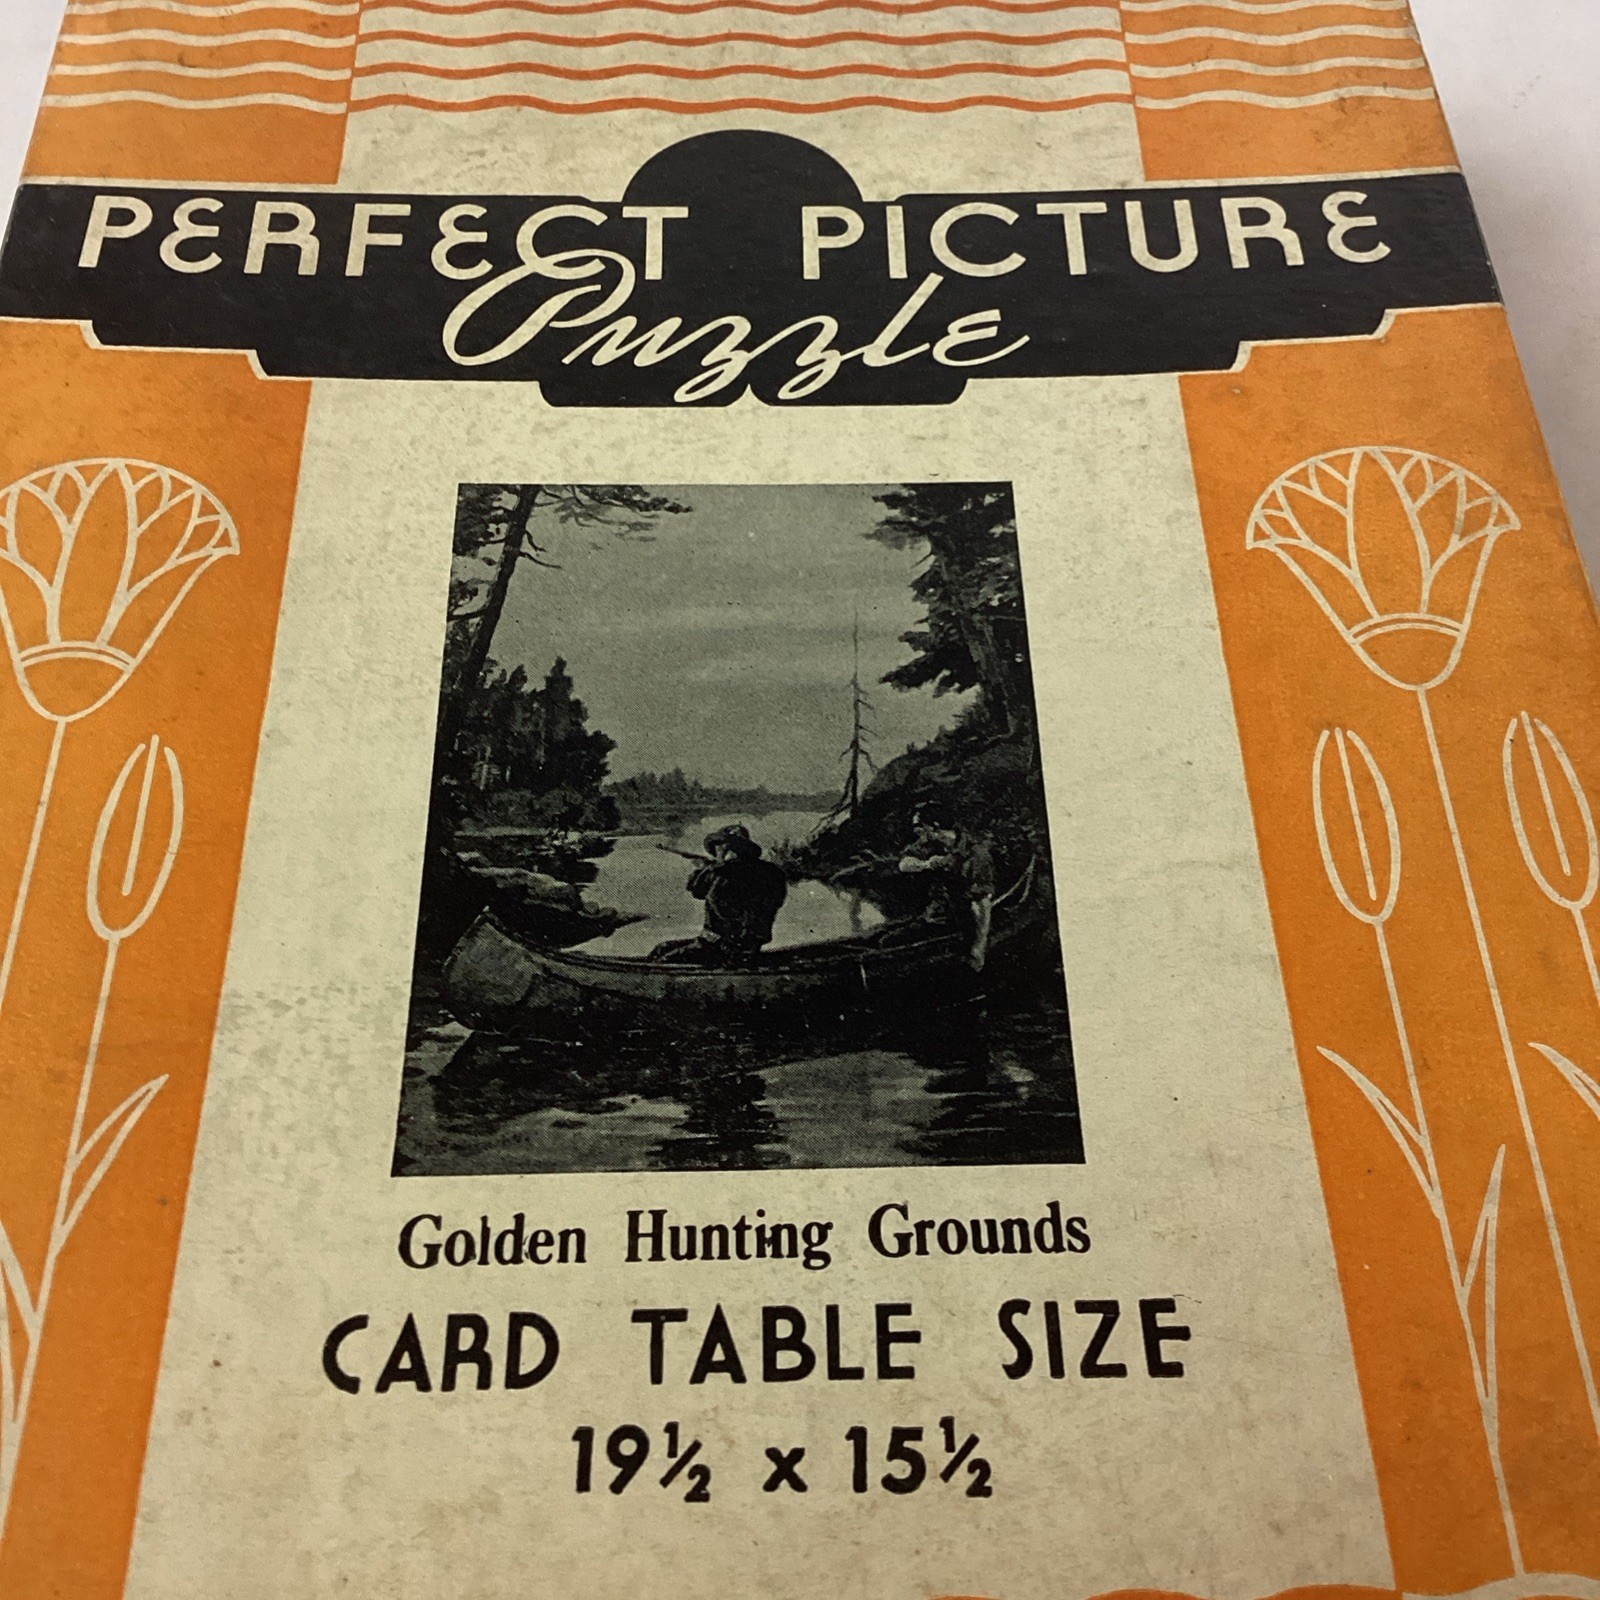 PERFECT PICTURE
Puzzle
Golden Hunting Grounds
CARD TABLE SIZE
19½ x 15½